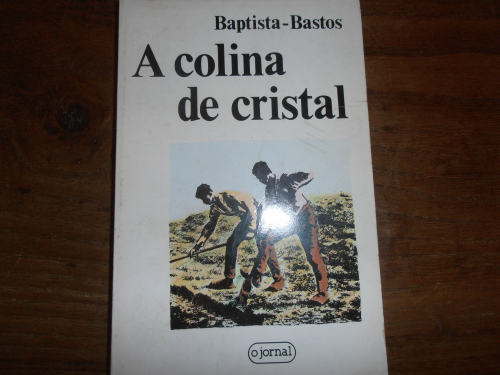 Baptista-Bastos
A colina
de cristal
o jornal